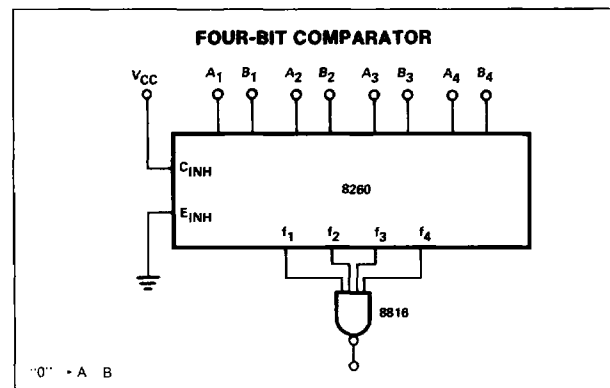 FOUR-BIT COMPARATOR
VCC A1 B1 A2 B2 A3 B3 A4 B4
CINH
8260
EINH
f1 f2 f3 f4
8816
"0" A B